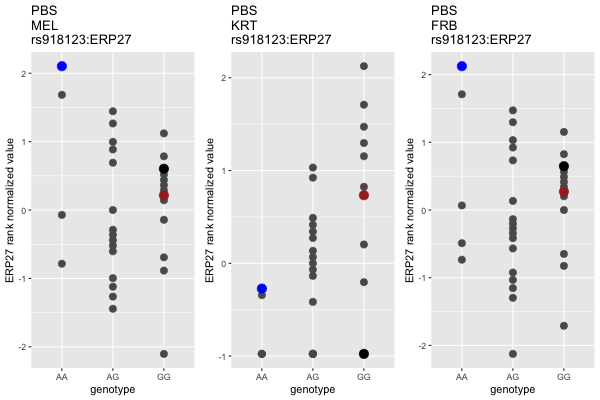 PBS
MEL
rs918123:ERP27
ERP27 rank normalized value
2
1
0
-1
-2
AA
AG
GG
genotype
PBS
KRT
rs918123:ERP27
ERP27 rank normalized value
2
1
0
-1
AA
AG
GG
genotype
PBS
FRB
rs918123:ERP27
ERP27 rank normalized value
2
1
0
-1
-2
AA
AG
GG
genotype